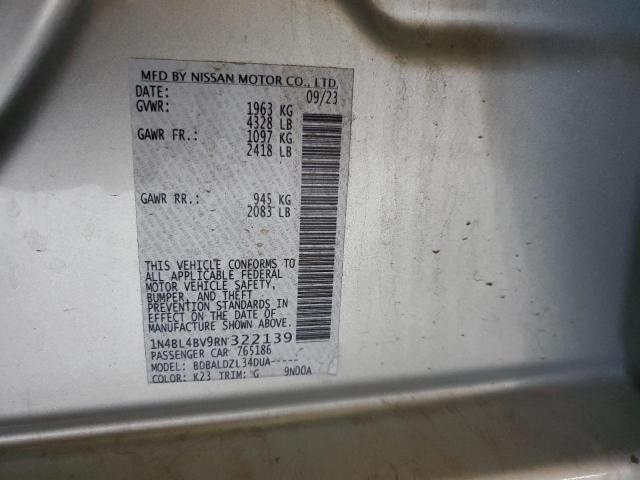 MFD BY NISSAN MOTOR CO., LTD.
DATE: 09/23
GVWR: 1963 KG
4328 LB
GAWR FR.: 1097 KG
2418 LB
GAWR RR.: 945 KG
2083 LB
THIS VEHICLE CONFORMS TO
ALL APPLICABLE FEDERAL
MOTOR VEHICLE SAFETY,
BUMPER, AND THEFT
PREVENTION STANDARDS IN
EFFECT ON THE DATE OF
MANUFACTURE SHOWN ABOVE.
1N4BL4BV9RN322139
PASSENGER CAR 765186
MODEL: BDBALDZL34DUA-----
COLOR: K23 TRIM: G 9N00A